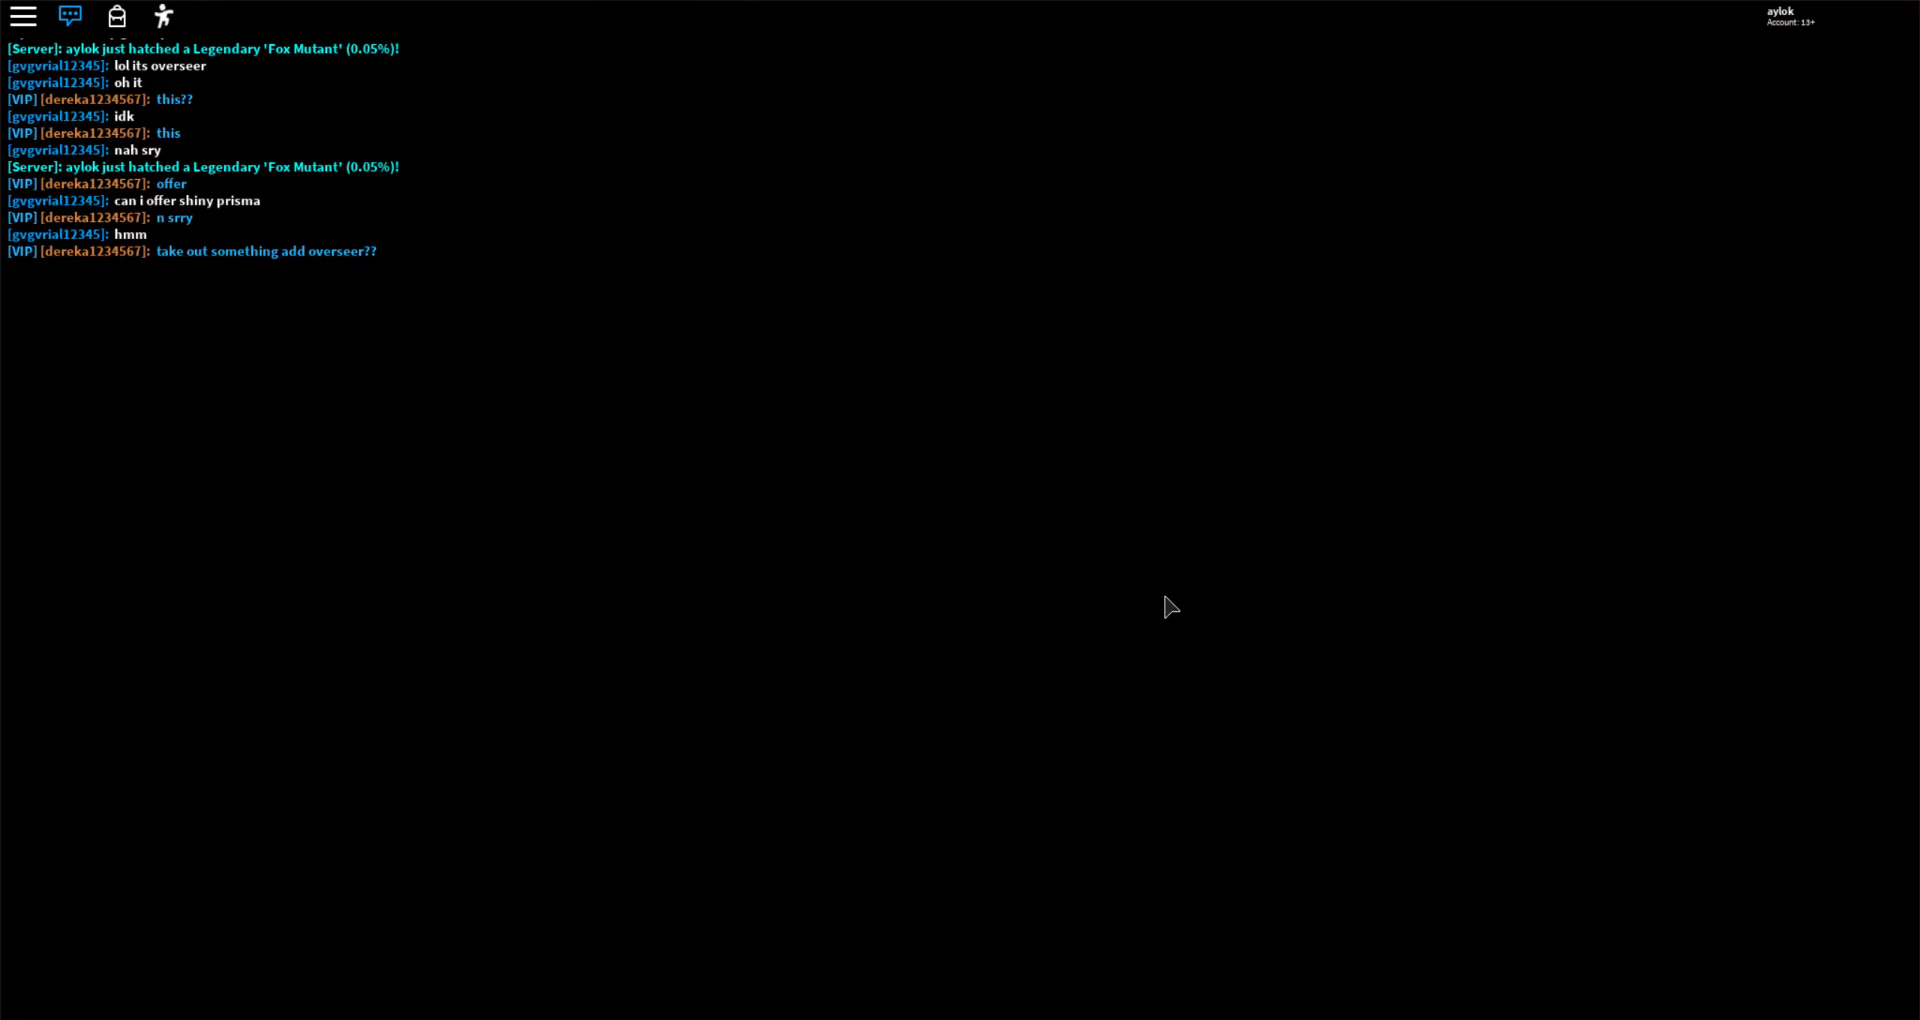 aylok
Account: 13+
[Server]: aylok just hatched a Legendary 'Fox Mutant' (0.05%)!
[gvgvrial12345]: lol its overseer
[gvgvrial12345]: oh it
[VIP] [dereka1234567]: this??
[gvgvrial12345]: idk
[VIP] [dereka1234567]: this
[gvgvrial12345]: nah sry
[Server]: aylok just hatched a Legendary 'Fox Mutant' (0.05%)!
[VIP] [dereka1234567]: offer
[gvgvrial12345]: can i offer shiny prisma
[VIP] [dereka1234567]: n srry
[gvgvrial12345]: hmm
[VIP] [dereka1234567]: take out something add overseer??